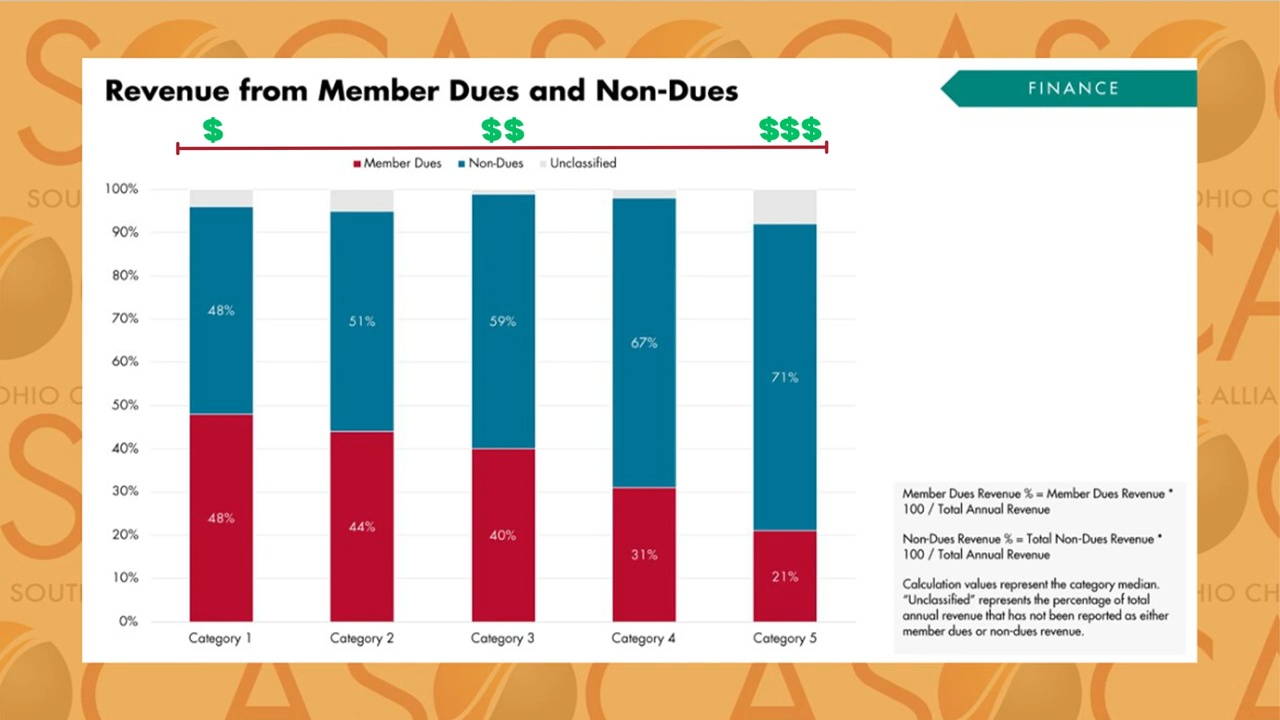 Revenue from Member Dues and Non-Dues
FINANCE
$ $$ $$$
Member Dues Non-Dues Unclassified
100%
90%
80%
70%
60%
50%
40%
30%
20%
10%
0%
48% 51% 59% 67% 71%
48% 44% 40% 31% 21%
Category 1 Category 2 Category 3 Category 4 Category 5
Member Dues Revenue % = Member Dues Revenue *
100 / Total Annual Revenue
Non-Dues Revenue % = Total Non-Dues Revenue *
100 / Total Annual Revenue
Calculation values represent the category median.
"Unclassified" represents the percentage of total
annual revenue that has not been reported as either
member dues or non-dues revenue.